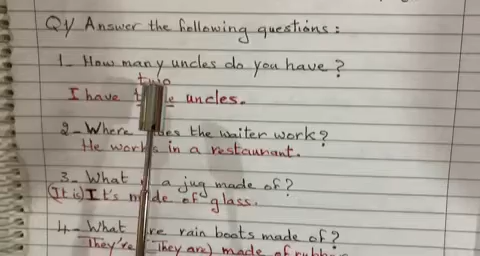 Q1/ Answer the following questions:
1- How many uncles do you have?
two
I have uncles.
2- Where the waiter work?
He works in a restaurant.
3- What a jug made of?
(It is) It's made of glass.
4- What rain boots made of?
They're (They are) made of